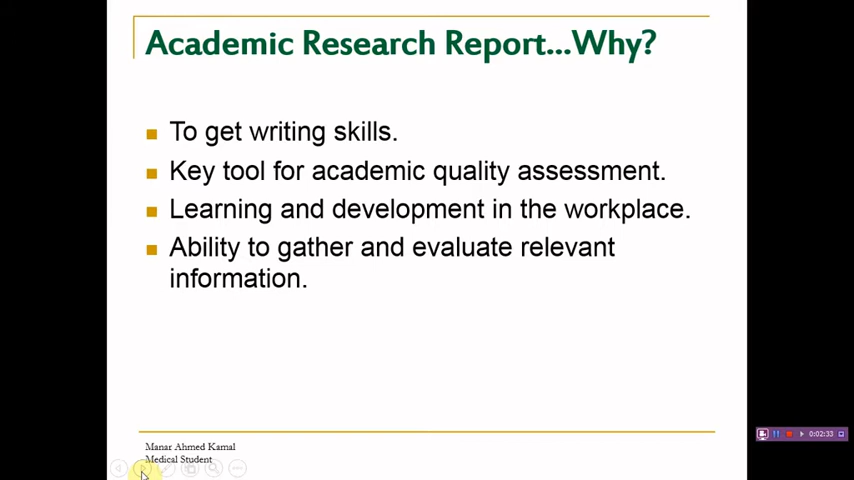 Academic Research Report...Why?
To get writing skills.
Key tool for academic quality assessment.
Learning and development in the workplace.
Ability to gather and evaluate relevant
information.
Manar Ahmed Kamal
Medical Student
0:02:33